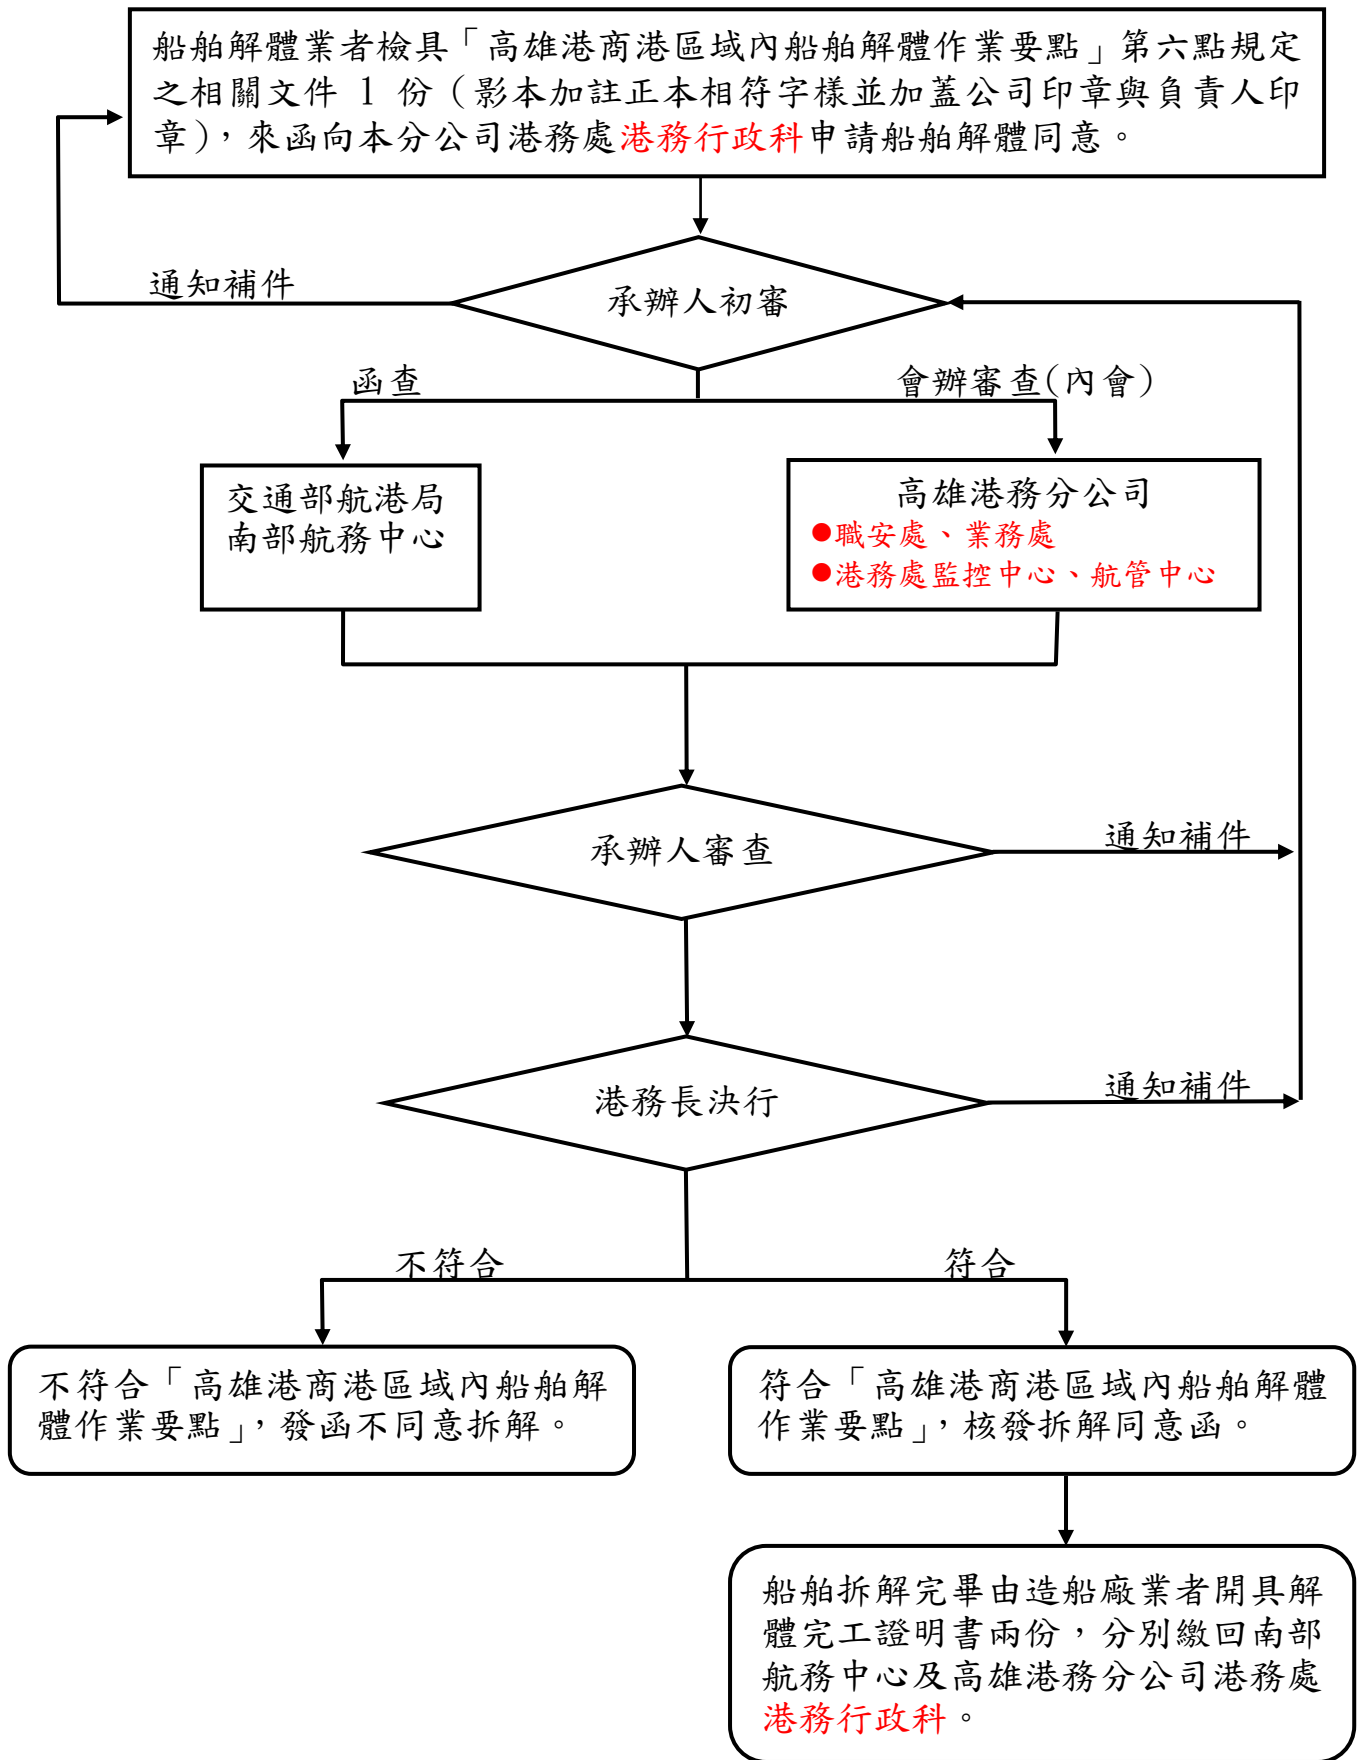 船舶解體業者檢具「高雄港商港區域內船舶解體作業要點」第六點規定
之相關文件 1 份（影本加註正本相符字樣並加蓋公司印章與負責人印
章），來函向本分公司港務處港務行政科申請船舶解體同意。
通知補件
承辦人初審
函查
會辦審查(內會)
交通部航港局
南部航務中心
高雄港務分公司
●職安處、業務處
●港務處監控中心、航管中心
承辦人審查
通知補件
港務長決行
通知補件
不符合
符合
不符合「高雄港商港區域內船舶解
體作業要點」，發函不同意拆解。
符合「高雄港商港區域內船舶解體
作業要點」，核發拆解同意函。
船舶拆解完畢由造船廠業者開具解
體完工證明書兩份，分別繳回南部
航務中心及高雄港務分公司港務處
港務行政科。